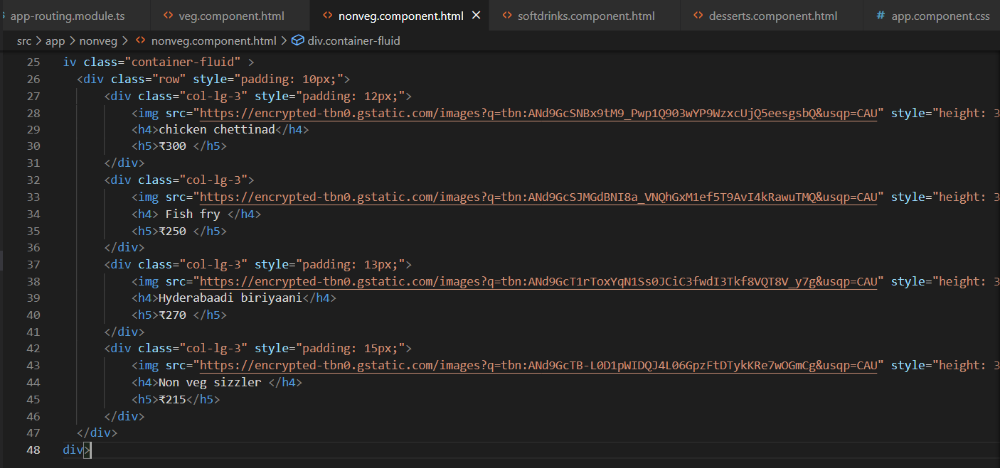 app-routing.module.ts <> veg.component.html <> nonveg.component.html × <> softdrinks.component.html <> desserts.component.html # app.component.css
src > app > nonveg > <> nonveg.component.html > div.container-fluid
25 iv class="container-fluid" >
26 <div class="row" style="padding: 10px;">
27 <div class="col-lg-3" style="padding: 12px;">
28 <img src="https://encrypted-tbn0.gstatic.com/images?q=tbn:ANd9GcSNBx9tM9_Pwp1Q903wYP9WzxcUjQ5eesgsbQ&usqp=CAU" style="height: 3
29 <h4>chicken chettinad</h4>
30 <h5>₹300 </h5>
31 </div>
32 <div class="col-lg-3">
33 <img src="https://encrypted-tbn0.gstatic.com/images?q=tbn:ANd9GcSJMGdBNI8a_VNQhGxM1ef5T9AvI4kRawuTMQ&usqp=CAU" style="height: 3
34 <h4> Fish fry </h4>
35 <h5>₹250 </h5>
36 </div>
37 <div class="col-lg-3" style="padding: 13px;">
38 <img src="https://encrypted-tbn0.gstatic.com/images?q=tbn:ANd9GcT1rToxYqN1Ss0JCiC3fwdI3Tkf8VQT8V_y7g&usqp=CAU" style="height: 3
39 <h4>Hyderabaadi biriyaani</h4>
40 <h5>₹270 </h5>
41 </div>
42 <div class="col-lg-3" style="padding: 15px;">
43 <img src="https://encrypted-tbn0.gstatic.com/images?q=tbn:ANd9GcTB-L0D1pWIDQJ4L06GpzFtDTykKRe7wOGmCg&usqp=CAU" style="height: 3
44 <h4>Non veg sizzler </h4>
45 <h5>₹215</h5>
46 </div>
47 </div>
48 div>